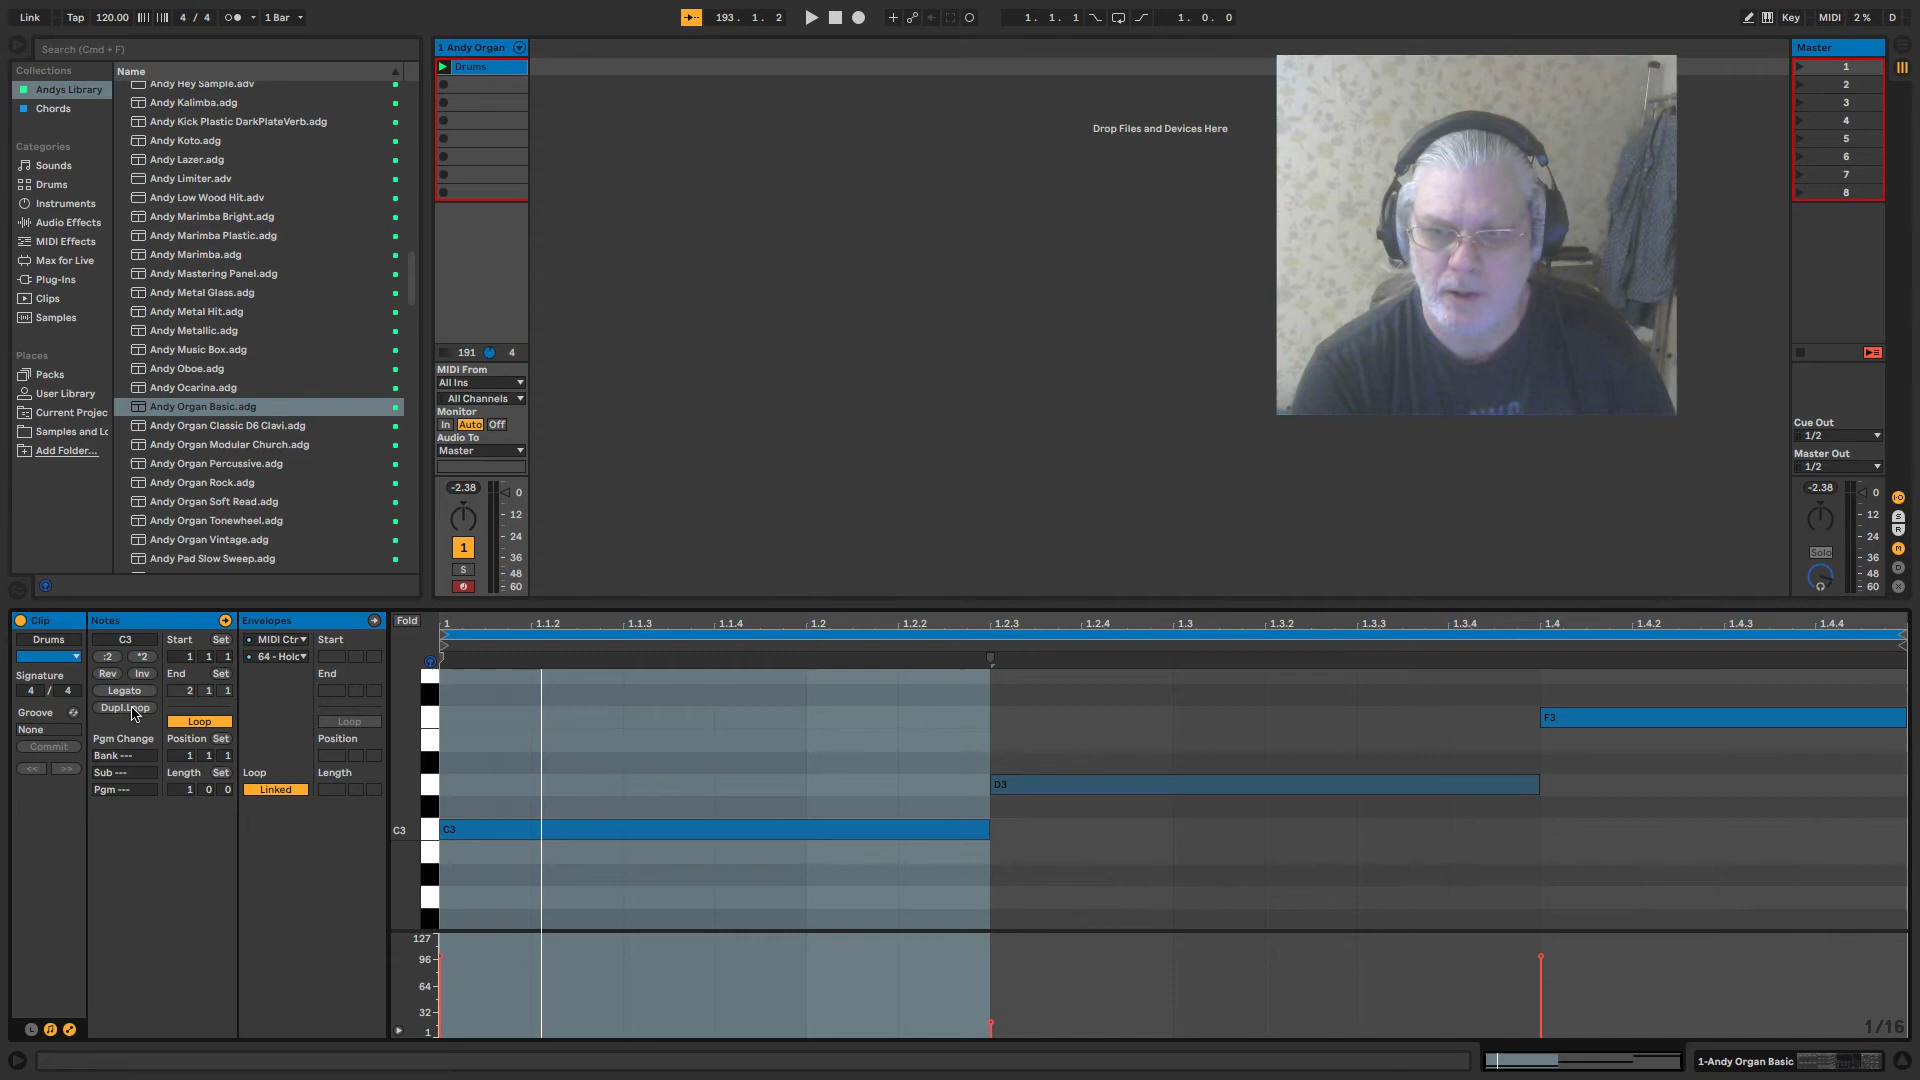 Link Tap 120.00 4 / 4 1 Bar 193. 1. 2 1. 1. 1 1. 0. 0 Key MIDI 2 % D
Search (Cmd + F)
Collections
Andys Library
Chords
Categories
Sounds
Drums
Instruments
Audio Effects
MIDI Effects
Max for Live
Plug-Ins
Clips
Samples
Places
Packs
User Library
Current Projec
Samples and Lo
Add Folder...
Name
Andy Hey Sample.adv
Andy Kalimba.adg
Andy Kick Plastic DarkPlateVerb.adg
Andy Koto.adg
Andy Lazer.adg
Andy Limiter.adv
Andy Low Wood Hit.adv
Andy Marimba Bright.adg
Andy Marimba Plastic.adg
Andy Marimba.adg
Andy Mastering Panel.adg
Andy Metal Glass.adg
Andy Metal Hit.adg
Andy Metallic.adg
Andy Music Box.adg
Andy Oboe.adg
Andy Ocarina.adg
Andy Organ Basic.adg
Andy Organ Classic D6 Clavi.adg
Andy Organ Modular Church.adg
Andy Organ Percussive.adg
Andy Organ Rock.adg
Andy Organ Soft Read.adg
Andy Organ Tonewheel.adg
Andy Organ Vintage.adg
Andy Pad Slow Sweep.adg
1 Andy Organ
Drums
191 4
MIDI From
All Ins
All Channels
Monitor
In Auto Off
Audio To
Master
-2.38
0
12
24
36
48
60
1
S
Drop Files and Devices Here
Master
1
2
3
4
5
6
7
8
Cue Out
1/2
Master Out
1/2
-2.38
0
12
24
36
48
60
Solo
I·O
S
R
M
D
X
Clip
Drums
Signature
4 / 4
Groove
None
Commit
<< >>
Notes
C3
:2 *2
Rev Inv
Legato
Dupl.Loop
Pgm Change
Bank ---
Sub ---
Pgm ---
Start Set
1 1 1
End Set
2 1 1
Loop
Position Set
1 1 1
Length Set
1 0 0
Envelopes
MIDI Ctr
64 - Holc
Loop
Linked
Start
End
Loop
Position
Length
Fold
1 1.1.2 1.1.3 1.1.4 1.2 1.2.2 1.2.3 1.2.4 1.3 1.3.2 1.3.3 1.3.4 1.4 1.4.2 1.4.3 1.4.4
F3
D3
C3 C3
127
96
64
32
1
1/16
L
1-Andy Organ Basic